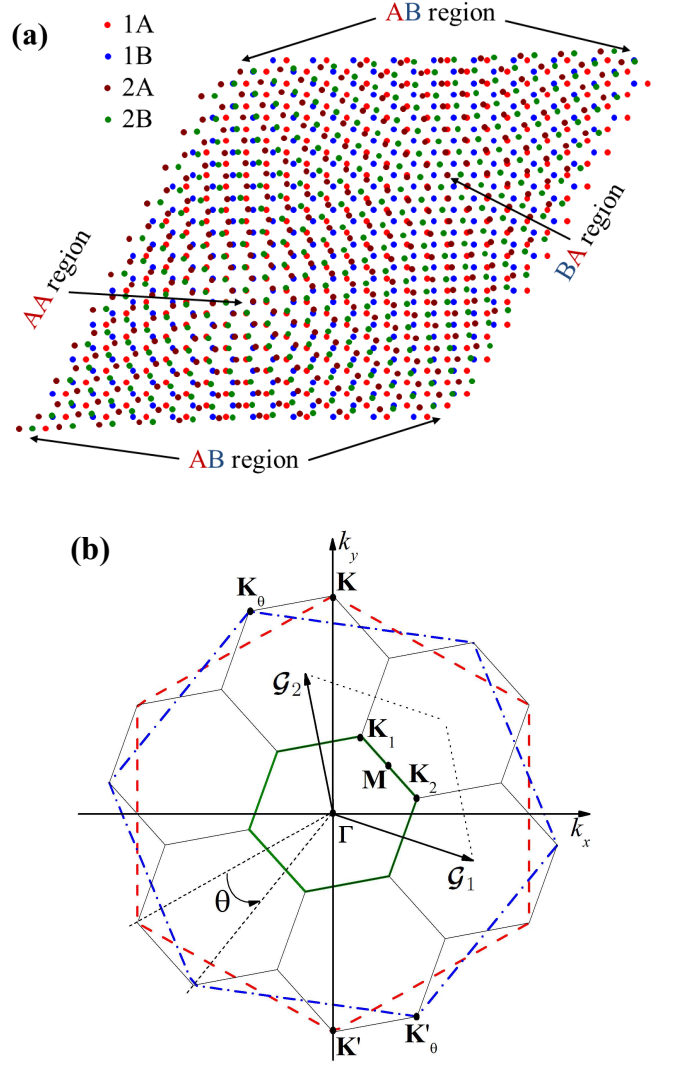 (a)
AB region
1A
1B
2A
2B
AA region
BA region
AB region
(b)
k_y
K_θ
K
𝒢_2
K_1
M
K_2
Γ
k_x
𝒢_1
θ
K'
K'_θ